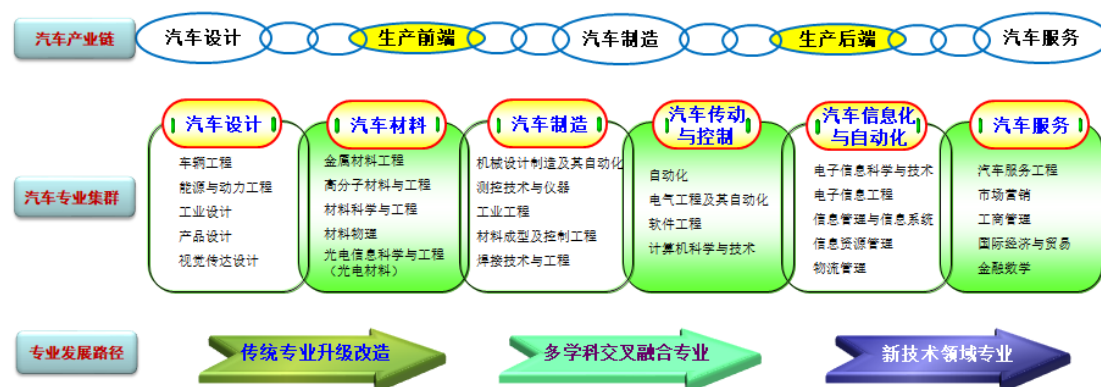 汽车产业链
汽车设计
生产前端
汽车制造
生产后端
汽车服务
汽车专业集群
汽车设计
车辆工程
能源与动力工程
工业设计
产品设计
视觉传达设计
汽车材料
金属材料工程
高分子材料与工程
材料科学与工程
材料物理
光电信息科学与工程
（光电材料）
汽车制造
机械设计制造及其自动化
测控技术与仪器
工业工程
材料成型及控制工程
焊接技术与工程
汽车传动
与控制
自动化
电气工程及其自动化
软件工程
计算机科学与技术
汽车信息化
与自动化
电子信息科学与技术
电子信息工程
信息管理与信息系统
信息资源管理
物流管理
汽车服务
汽车服务工程
市场营销
工商管理
国际经济与贸易
金融数学
专业发展路径
传统专业升级改造
多学科交叉融合专业
新技术领域专业